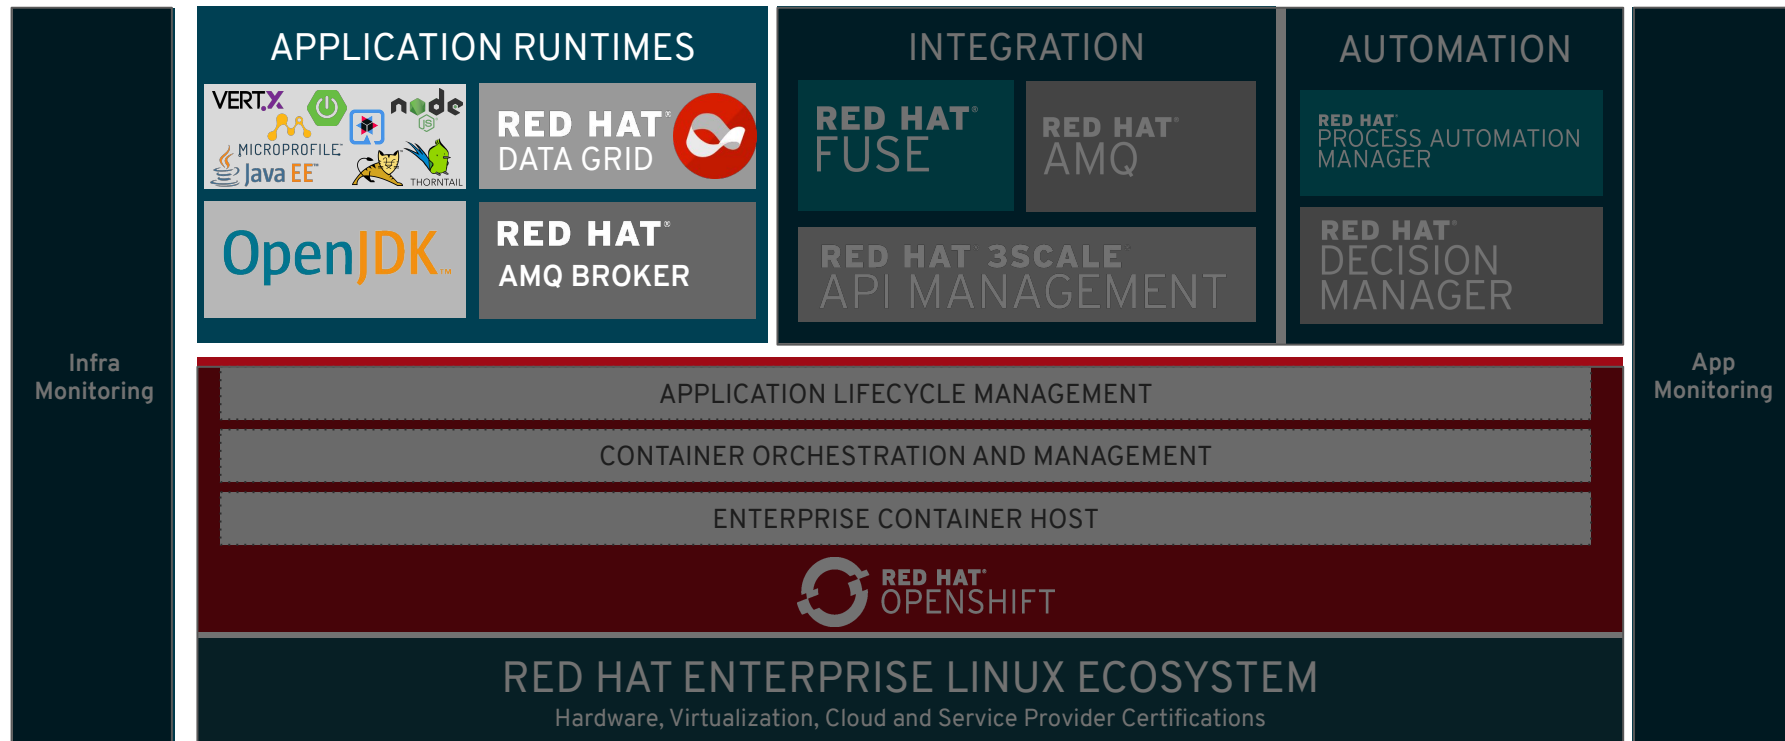 APPLICATION RUNTIMES
VERT.X
node
JS
MICROPROFILE™
Java EE™
THORNTAIL
RED HAT®
DATA GRID
OpenJDK™
RED HAT®
AMQ BROKER
INTEGRATION
RED HAT®
FUSE
RED HAT®
AMQ
RED HAT® 3SCALE®
API MANAGEMENT
AUTOMATION
RED HAT®
PROCESS AUTOMATION
MANAGER
RED HAT®
DECISION
MANAGER
Infra
Monitoring
App
Monitoring
APPLICATION LIFECYCLE MANAGEMENT
CONTAINER ORCHESTRATION AND MANAGEMENT
ENTERPRISE CONTAINER HOST
RED HAT®
OPENSHIFT
RED HAT ENTERPRISE LINUX ECOSYSTEM
Hardware, Virtualization, Cloud and Service Provider Certifications